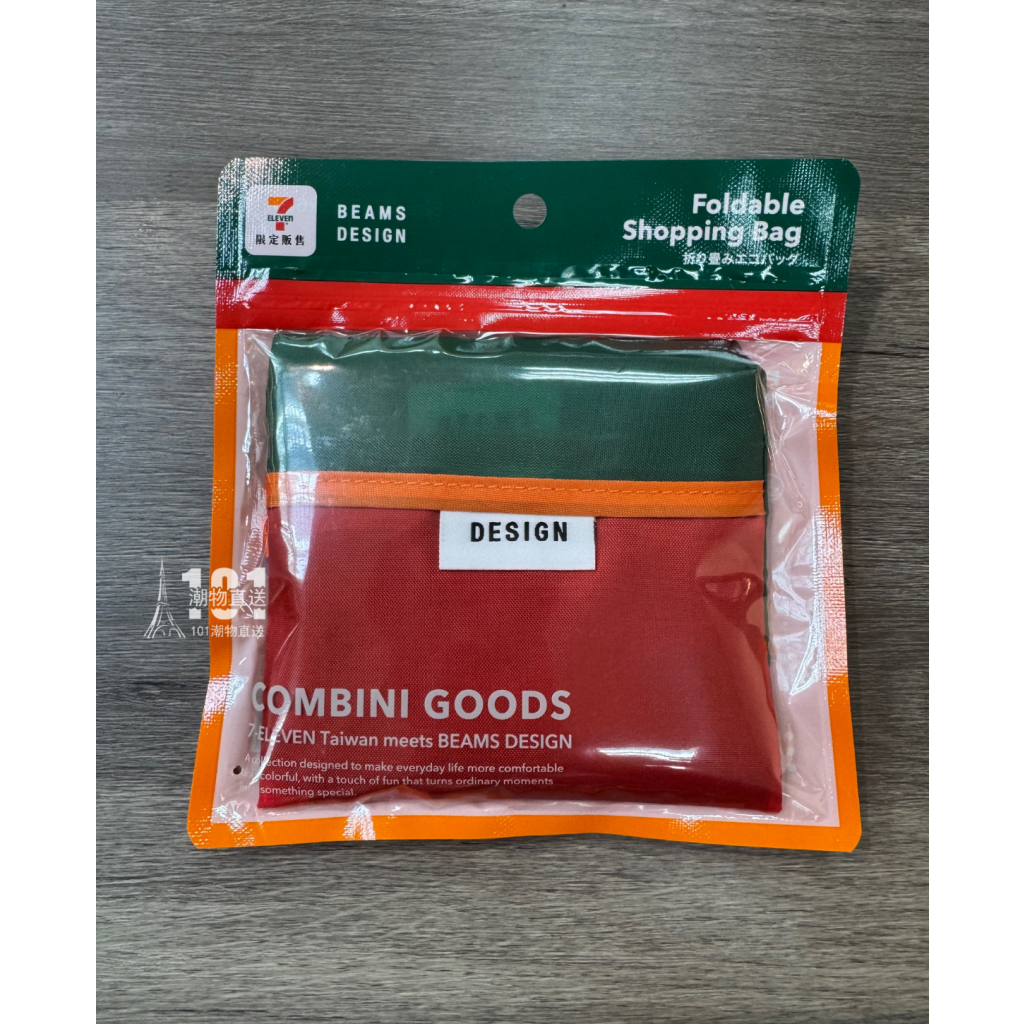 7
ELEVEN
限定販售
BEAMS
DESIGN
Foldable
Shopping Bag
折り畳みエコバッグ
DESIGN
101
潮物直送
101潮物直送
COMBINI GOODS
7-ELEVEN Taiwan meets BEAMS DESIGN
A collection designed to make everyday life more comfortable
colorful, with a touch of fun that turns ordinary moments
something special.